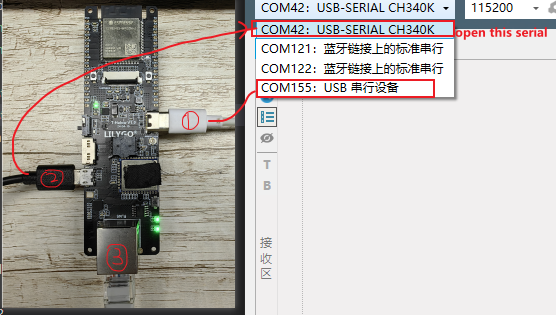 COM42: USB-SERIAL CH340K
115200
COM42: USB-SERIAL CH340K
open this serial
COM121: 蓝牙链接上的标准串行
COM122: 蓝牙链接上的标准串行
COM155: USB 串行设备
T
B
接
收
区
LILYGO
①
②
③